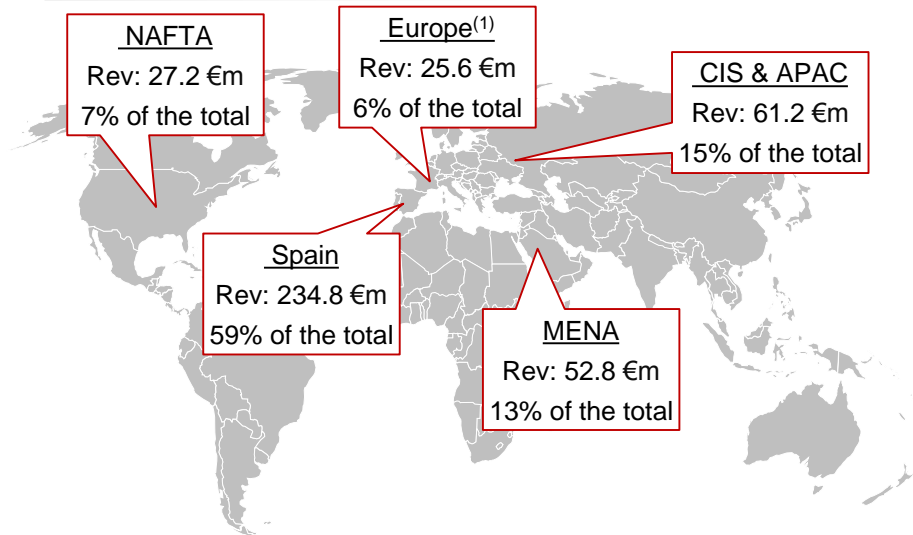 NAFTA
Rev: 27.2 €m
7% of the total
Europe(1)
Rev: 25.6 €m
6% of the total
CIS & APAC
Rev: 61.2 €m
15% of the total
Spain
Rev: 234.8 €m
59% of the total
MENA
Rev: 52.8 €m
13% of the total